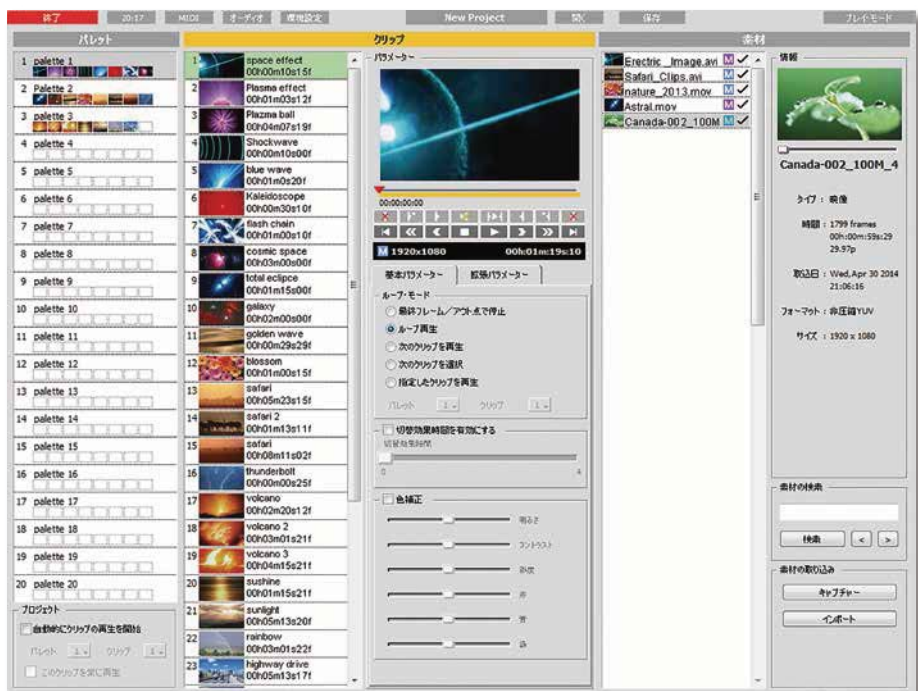 終了 20:17 MIDI オーディオ 環境設定 New Project 開く 保存 プレイ・モード
パレット
クリップ
素材
1 palette 1
2 Palette 2
3 palette 3
4 palette 4
5 palette 5
6 palette 6
7 palette 7
8 palette 8
9 palette 9
10 palette 10
11 palette 11
12 palette 12
13 palette 13
14 palette 14
15 palette 15
16 palette 16
17 palette 17
18 palette 18
19 palette 19
20 palette 20
プロジェクト
自動的にクリップの再生を開始
パレット 1 クリップ 1
このクリップを常に再生
1 space effect
00h00m10s15f
2 Plasma effect
00h01m03s12f
3 Plazma ball
00h04m07s19f
4 Shockwave
00h00m10s00f
5 blue wave
00h01m0s20f
6 Kaleidoscope
00h00m30s10f
7 flash chain
00h01m00s10f
8 cosmic space
00h03m00s00f
9 total eclipce
00h01m15s00f
10 galaxy
00h02m00s00f
11 golden wave
00h00m29s29f
12 blossom
00h01m00s15f
13 safari
00h05m23s15f
14 safari 2
00h01m13s11f
15 safari
00h08m11s02f
16 thunderbolt
00h00m00s25f
17 volcano
00h02m20s12f
18 volcano 2
00h03m01s21f
19 volcano 3
00h04m15s21f
20 sushine
00h01m15s21f
21 sunlight
00h05m13s20f
22 rainbow
00h03m01s22f
23 highway drive
00h05m13s17f
パラメーター
00:00:00:00
M 1920x1080 00h:01m:19s:10
基本パラメーター 拡張パラメーター
ループ・モード
最終フレーム/アウト点で停止
ループ再生
次のクリップを再生
次のクリップを選択
指定したクリップを再生
パレット 1 クリップ 1
切替効果時間を有効にする
切替効果時間
0 4
色補正
明るさ
コントラスト
彩度
赤
青
緑
Erectric _Image.avi M
Safari_Clips.avi M
nature_2013.mov M
Astral.mov M
Canada-002_100M M
情報
Canada-002_100M_4
タイプ : 映像
時間 : 1799 frames
00h:00m:59s:29
29.97p
取込日 : Wed,Apr 30 2014
21:06:16
フォーマット : 非圧縮YUV
サイズ : 1920 x 1080
素材の検索
検索 < >
素材の取り込み
キャプチャー
インポート